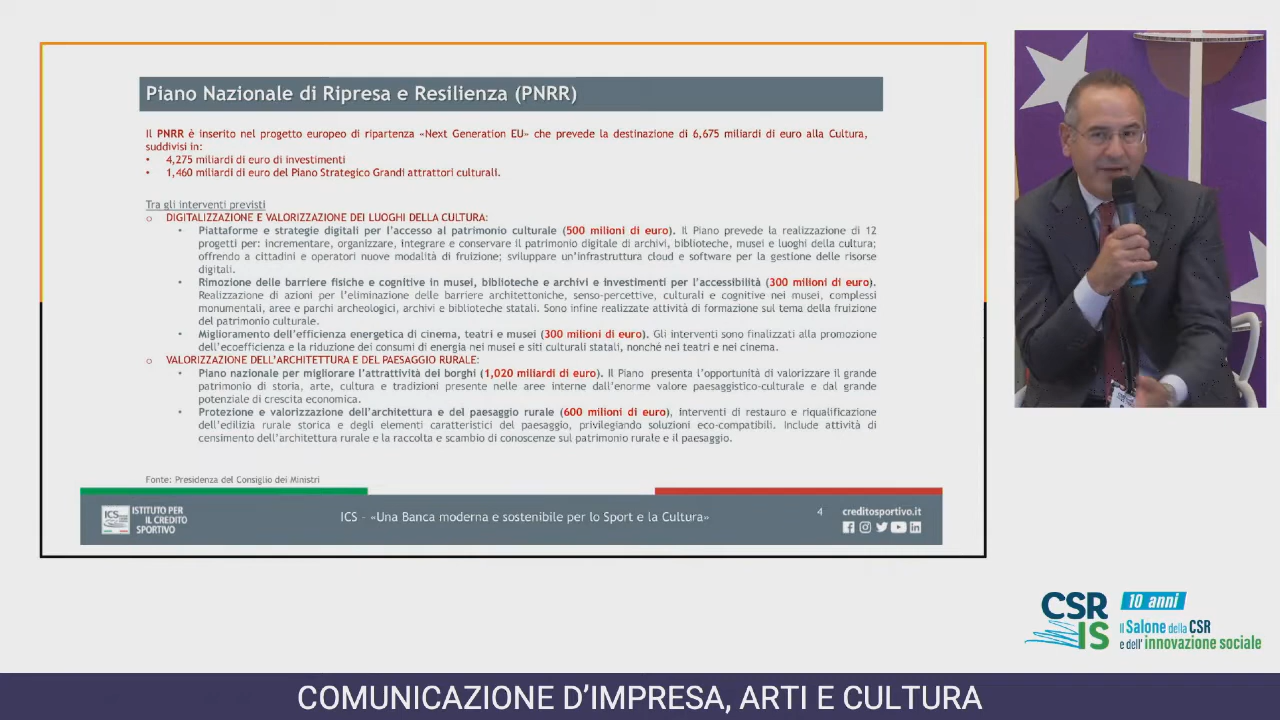 Piano Nazionale di Ripresa e Resilienza (PNRR)
Il PNRR è inserito nel progetto europeo di ripartenza «Next Generation EU» che prevede la destinazione di 6,675 miliardi di euro alla Cultura,
suddivisi in:
• 4,275 miliardi di euro di investimenti
• 1,460 miliardi di euro del Piano Strategico Grandi attrattori culturali.
Tra gli interventi previsti
o DIGITALIZZAZIONE E VALORIZZAZIONE DEI LUOGHI DELLA CULTURA:
• Piattaforme e strategie digitali per l'accesso al patrimonio culturale (500 milioni di euro). Il Piano prevede la realizzazione di 12
progetti per: incrementare, organizzare, integrare e conservare il patrimonio digitale di archivi, biblioteche, musei e luoghi della cultura;
offrendo a cittadini e operatori nuove modalità di fruizione; sviluppare un'infrastruttura cloud e software per la gestione delle risorse
digitali.
• Rimozione delle barriere fisiche e cognitive in musei, biblioteche e archivi e investimenti per l'accessibilità (300 milioni di euro).
Realizzazione di azioni per l'eliminazione delle barriere architettoniche, senso-percettive, culturali e cognitive nei musei, complessi
monumentali, aree e parchi archeologici, archivi e biblioteche statali. Sono infine realizzate attività di formazione sul tema della fruizione
del patrimonio culturale.
• Miglioramento dell'efficienza energetica di cinema, teatri e musei (300 milioni di euro). Gli interventi sono finalizzati alla promozione
dell'ecoefficienza e la riduzione dei consumi di energia nei musei e siti culturali statali, nonché nei teatri e nei cinema.
o VALORIZZAZIONE DELL'ARCHITETTURA E DEL PAESAGGIO RURALE:
• Piano nazionale per migliorare l'attrattività dei borghi (1,020 miliardi di euro). Il Piano presenta l'opportunità di valorizzare il grande
patrimonio di storia, arte, cultura e tradizioni presente nelle aree interne dall'enorme valore paesaggistico-culturale e dal grande
potenziale di crescita economica.
• Protezione e valorizzazione dell'architettura e del paesaggio rurale (600 milioni di euro), interventi di restauro e riqualificazione
dell'edilizia rurale storica e degli elementi caratteristici del paesaggio, privilegiando soluzioni eco-compatibili. Include attività di
censimento dell'architettura rurale e la raccolta e scambio di conoscenze sul patrimonio rurale e il paesaggio.
Fonte: Presidenza del Consiglio dei Ministri
ICS
ISTITUTO PER
IL CREDITO
SPORTIVO
ICS - «Una Banca moderna e sostenibile per lo Sport e la Cultura»
4
creditosportivo.it
CSR
IS
10 anni
Il Salone della CSR
e dell'innovazione sociale
COMUNICAZIONE D'IMPRESA, ARTI E CULTURA